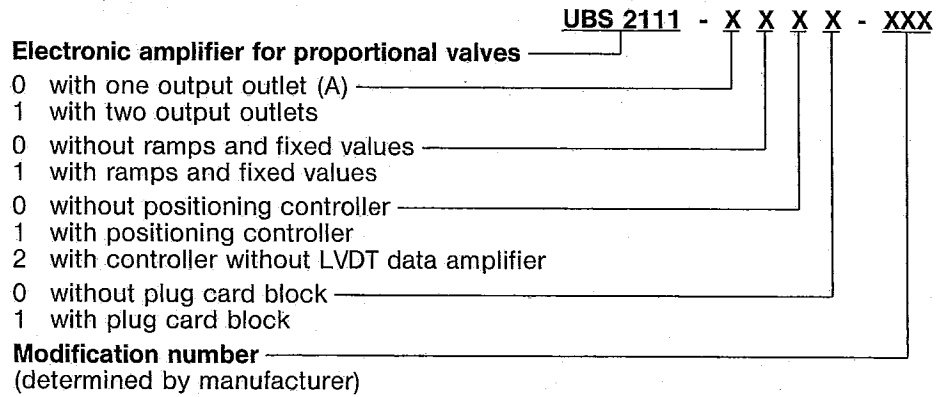 UBS 2111 - X X X X - XXX
Electronic amplifier for proportional valves
0 with one output outlet (A)
1 with two output outlets
0 without ramps and fixed values
1 with ramps and fixed values
0 without positioning controller
1 with positioning controller
2 with controller without LVDT data amplifier
0 without plug card block
1 with plug card block
Modification number
(determined by manufacturer)